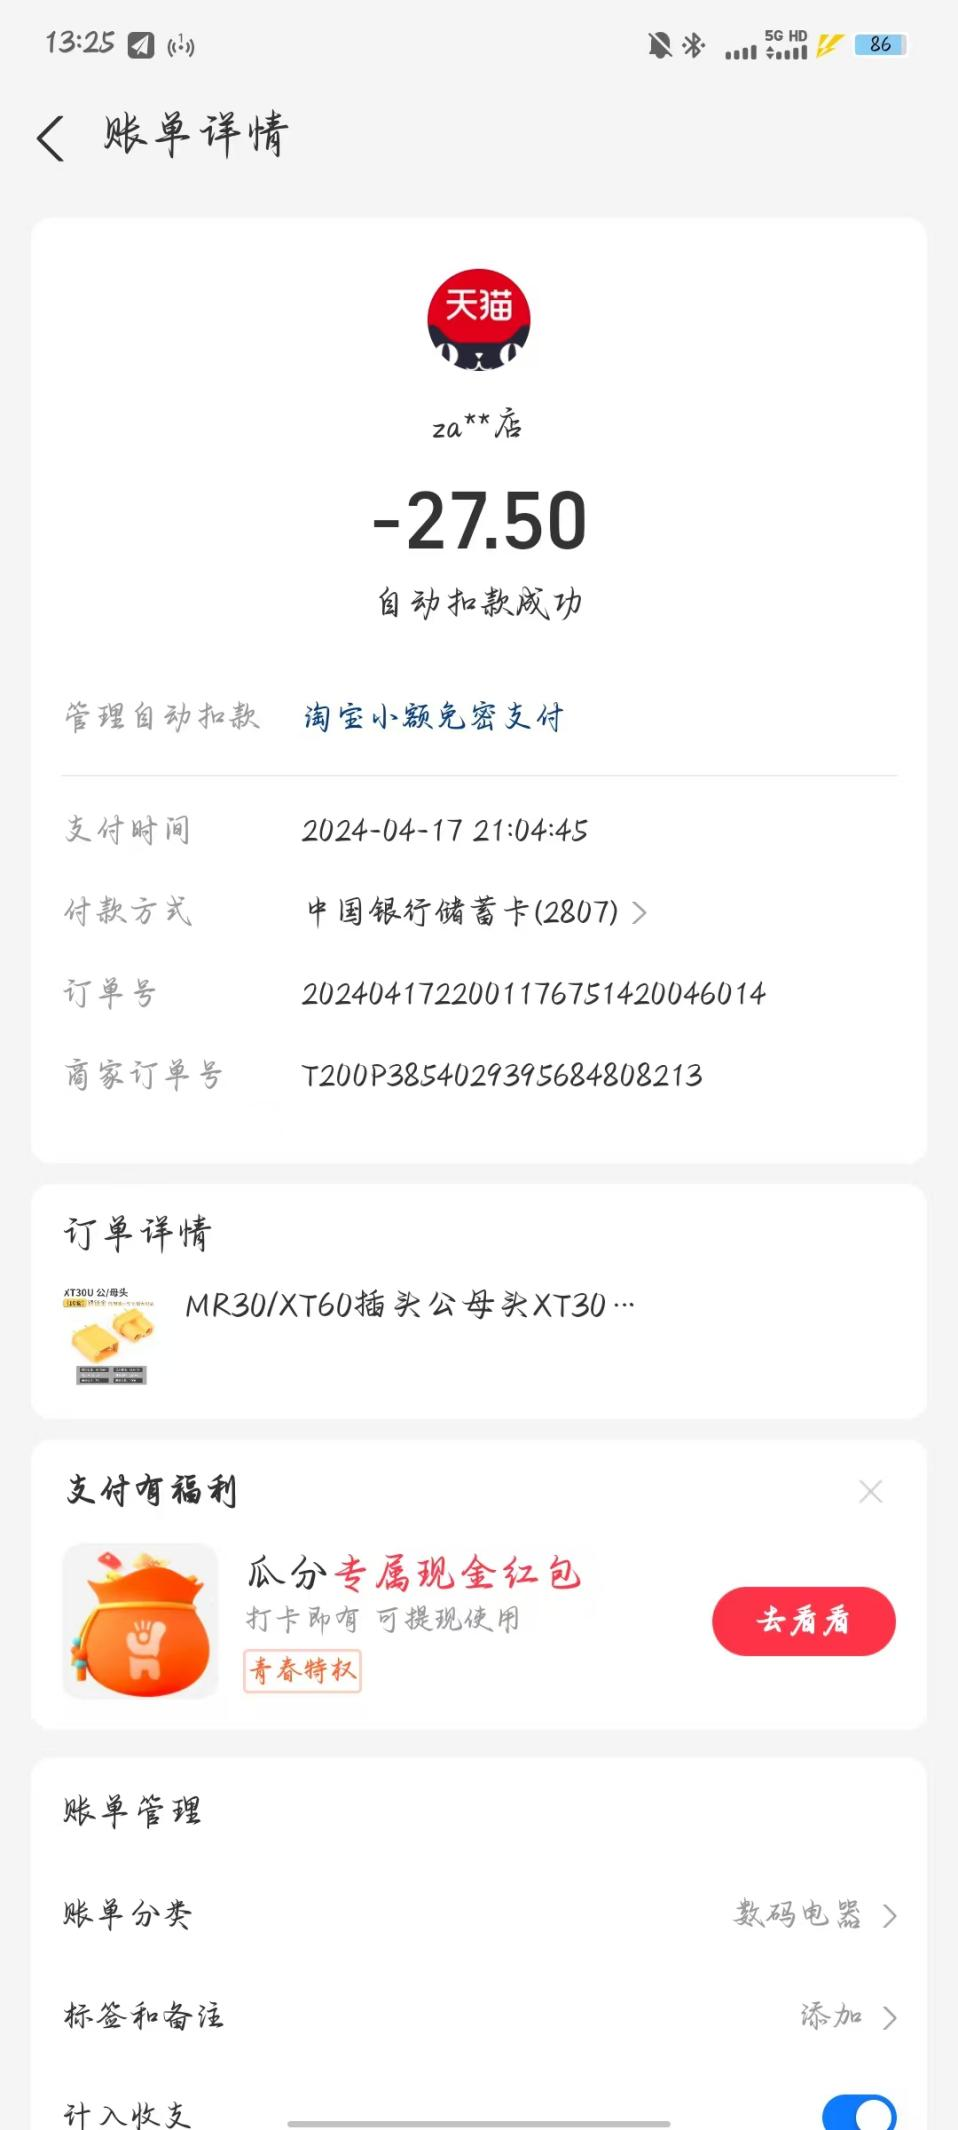 13:25
5G HD
86
账单详情
天猫
za**店
-27.50
自动扣款成功
管理自动扣款 淘宝小额免密支付
支付时间 2024-04-17 21:04:45
付款方式 中国银行储蓄卡(2807)
订单号 2024041722001176751420046014
商家订单号 T200P3854029395684808213
订单详情
XT30U 公/母头
MR30/XT60插头公母头XT30…
支付有福利
瓜分专属现金红包
打卡即有 可提现使用
去看看
青春特权
账单管理
账单分类 数码电器
标签和备注 添加
计入收支